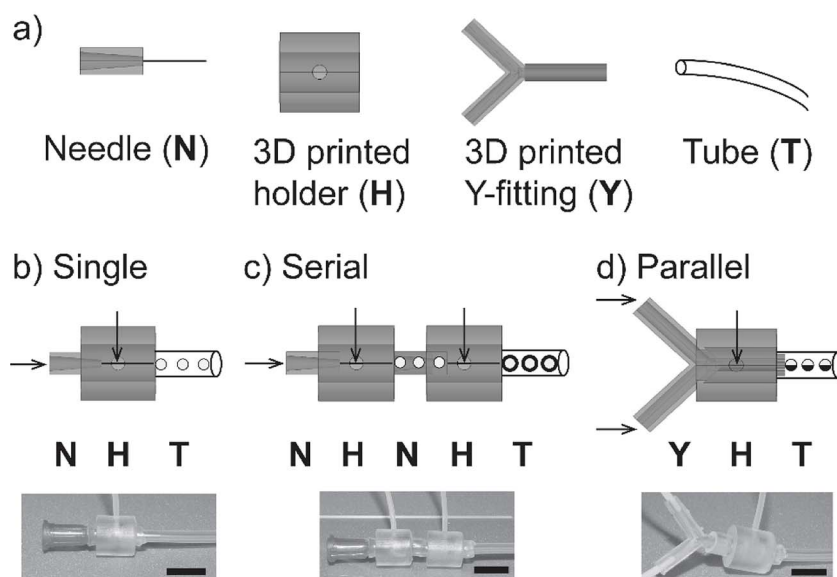 a)
Needle (N)
3D printed
holder (H)
3D printed
Y-fitting (Y)
Tube (T)
b) Single
c) Serial
d) Parallel
N H T
N H N H T
Y H T